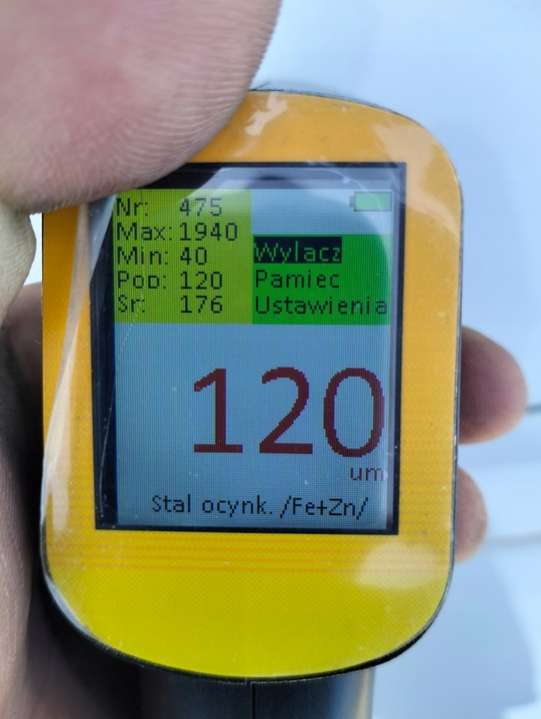 Nr: 475
Max: 1940
Min: 40
Pop: 120
Sr: 176
Wylacz
Pamiec
Ustawienia
120
um
Stal ocynk. /Fe+Zn/